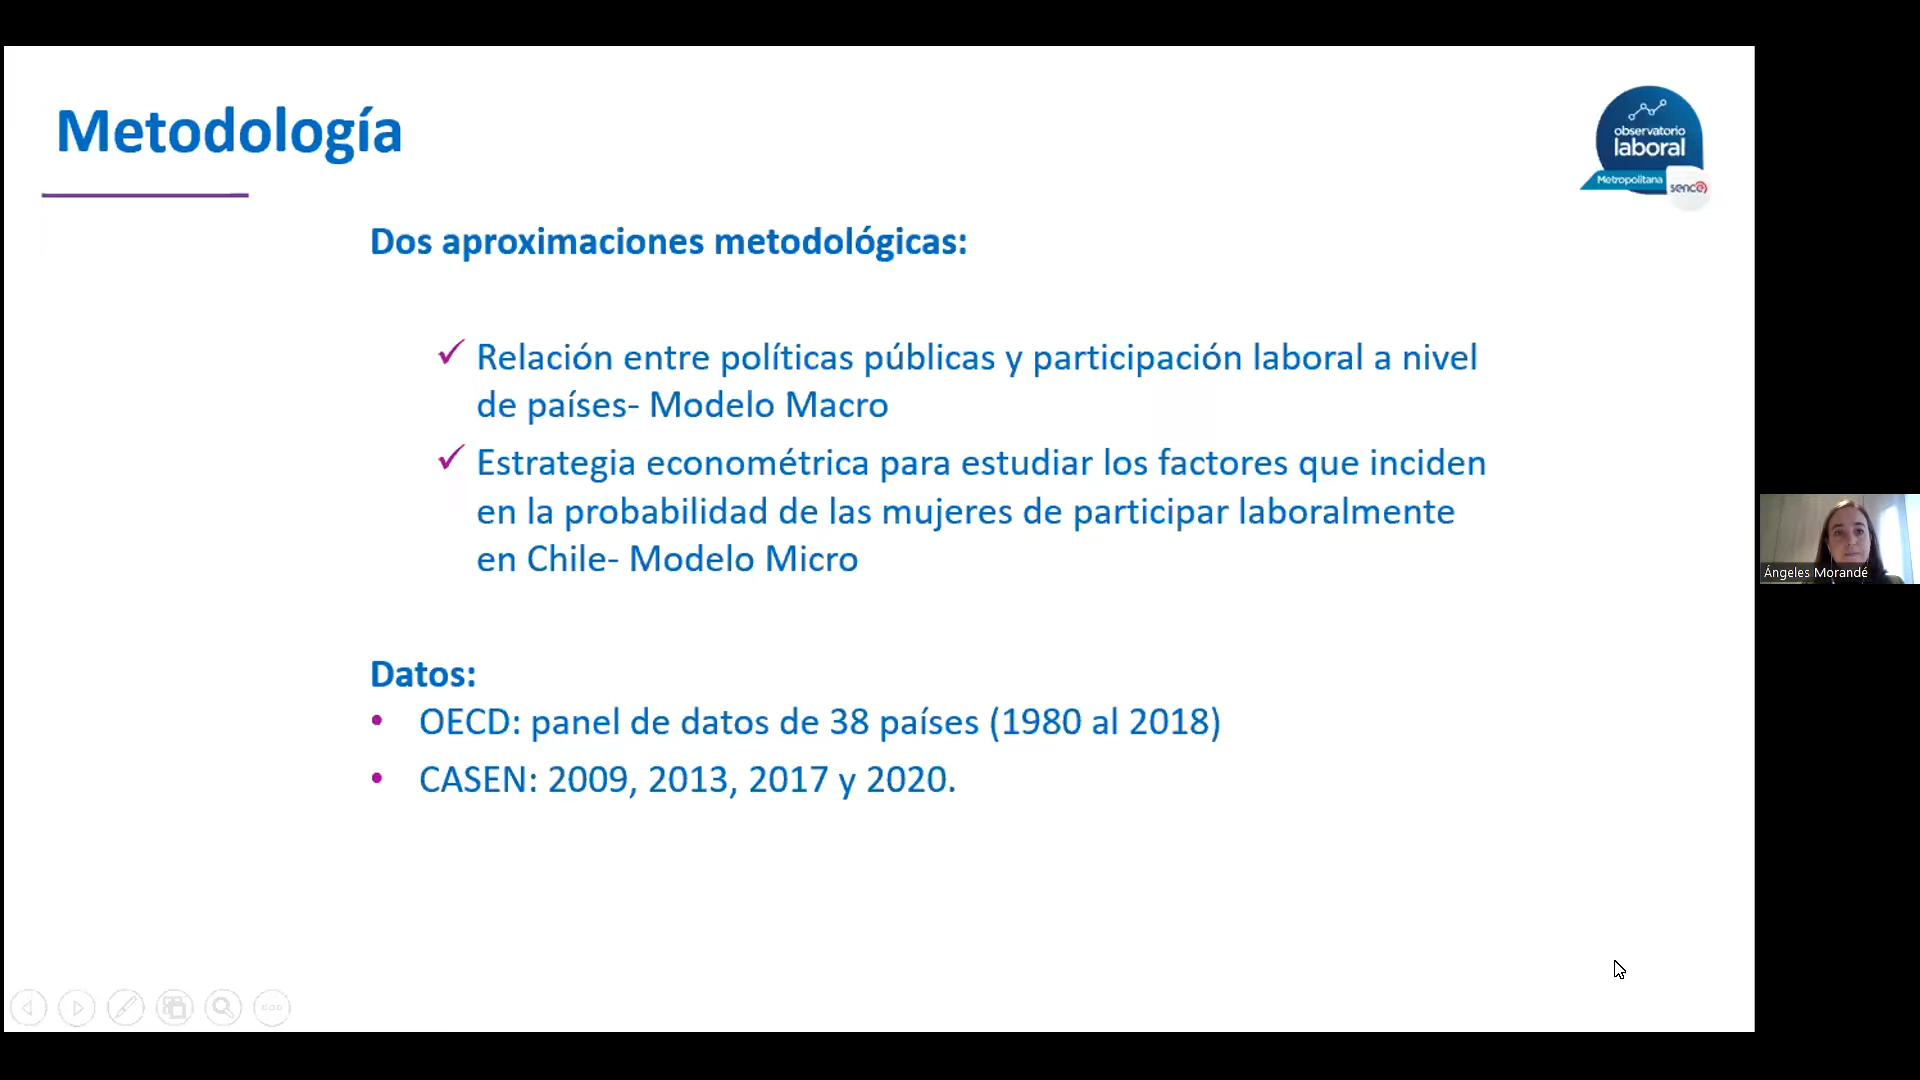 Metodología
observatorio
laboral
Metropolitana
sence
Dos aproximaciones metodológicas:
Relación entre políticas públicas y participación laboral a nivel
de países- Modelo Macro
Estrategia econométrica para estudiar los factores que inciden
en la probabilidad de las mujeres de participar laboralmente
en Chile- Modelo Micro
Ángeles Morandé
Datos:
• OECD: panel de datos de 38 países (1980 al 2018)
• CASEN: 2009, 2013, 2017 y 2020.